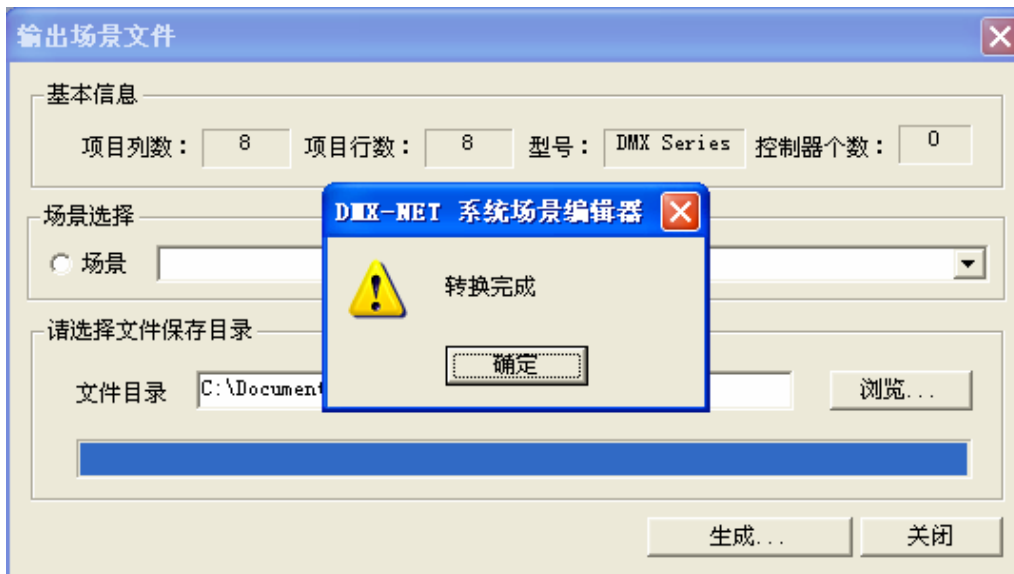 输出场景文件
基本信息
项目列数： 8 项目行数： 8 型号： DMX Series 控制器个数： 0
DMX-NET 系统场景编辑器
场景选择
场景
转换完成
请选择文件保存目录
确定
文件目录 C:\Document 浏览...
生成... 关闭